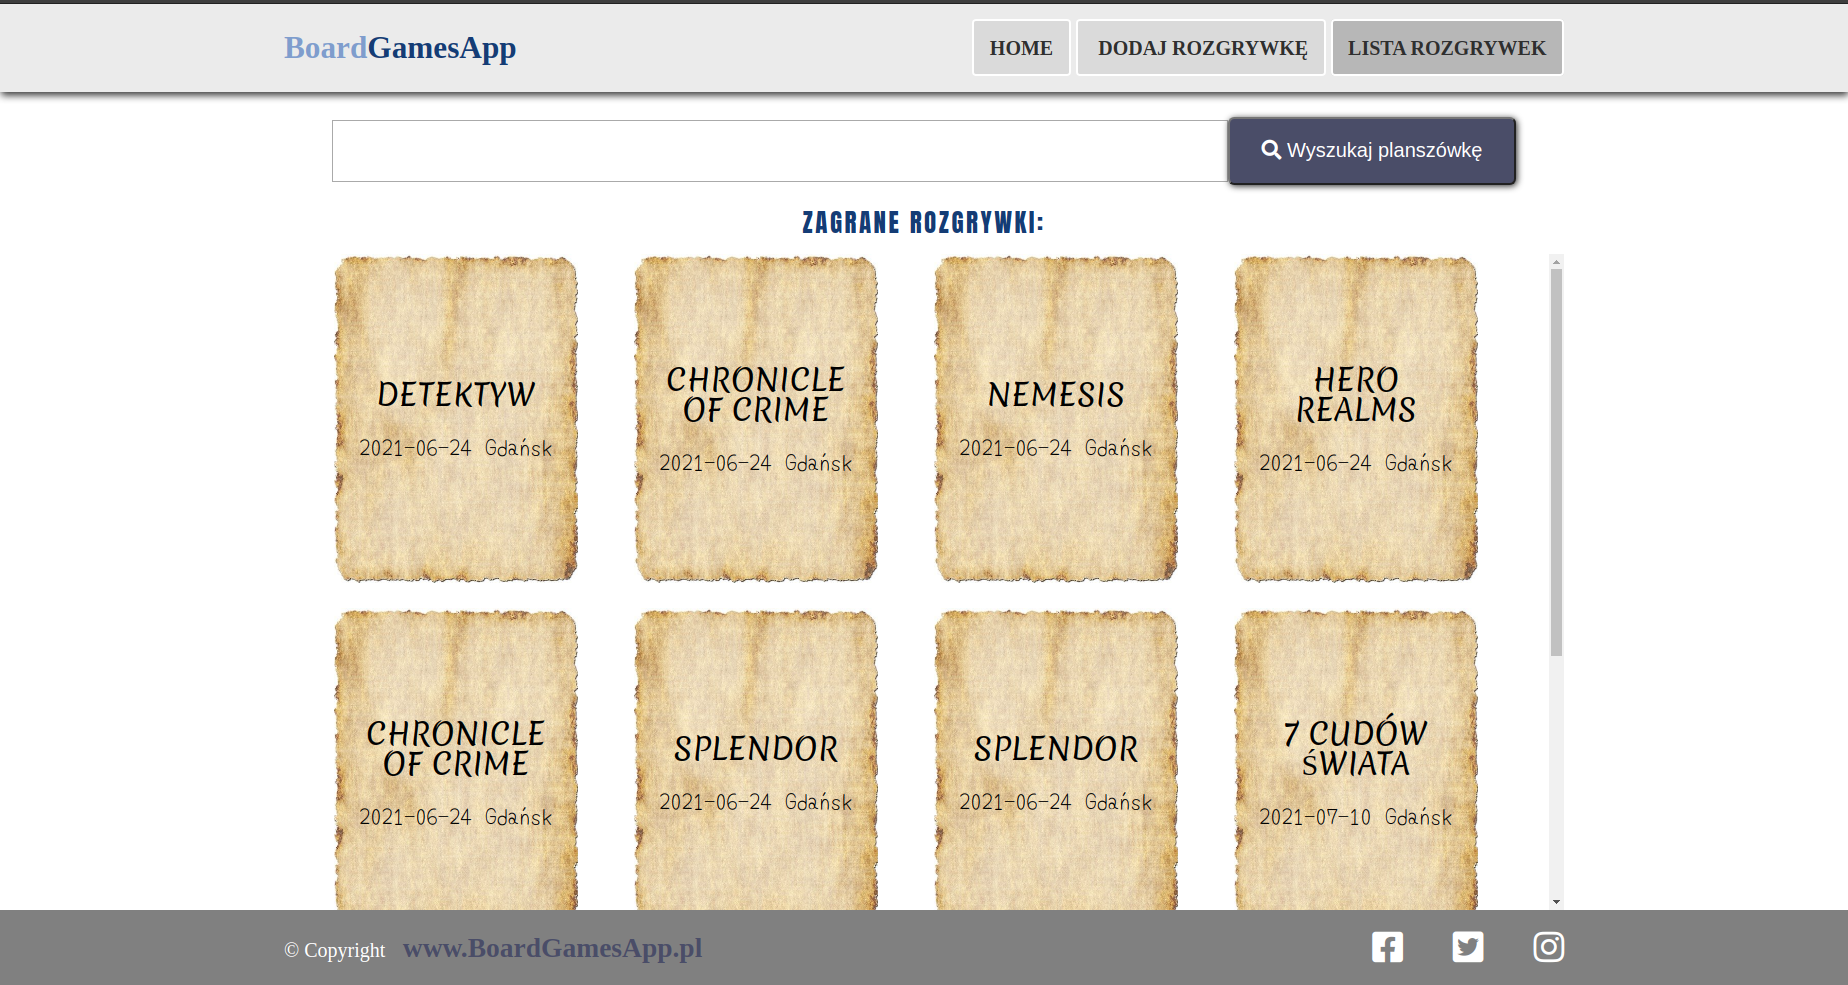 BoardGamesApp
HOME
DODAJ ROZGRYWKĘ
LISTA ROZGRYWEK
Wyszukaj planszówkę
ZAGRANE ROZGRYWKI:
DETEKTYW
2021-06-24 Gdańsk
CHRONICLE
OF CRIME
2021-06-24 Gdańsk
NEMESIS
2021-06-24 Gdańsk
HERO
REALMS
2021-06-24 Gdańsk
CHRONICLE
OF CRIME
2021-06-24 Gdańsk
SPLENDOR
2021-06-24 Gdańsk
SPLENDOR
2021-06-24 Gdańsk
7 CUDÓW
ŚWIATA
2021-07-10 Gdańsk
© Copyright www.BoardGamesApp.pl